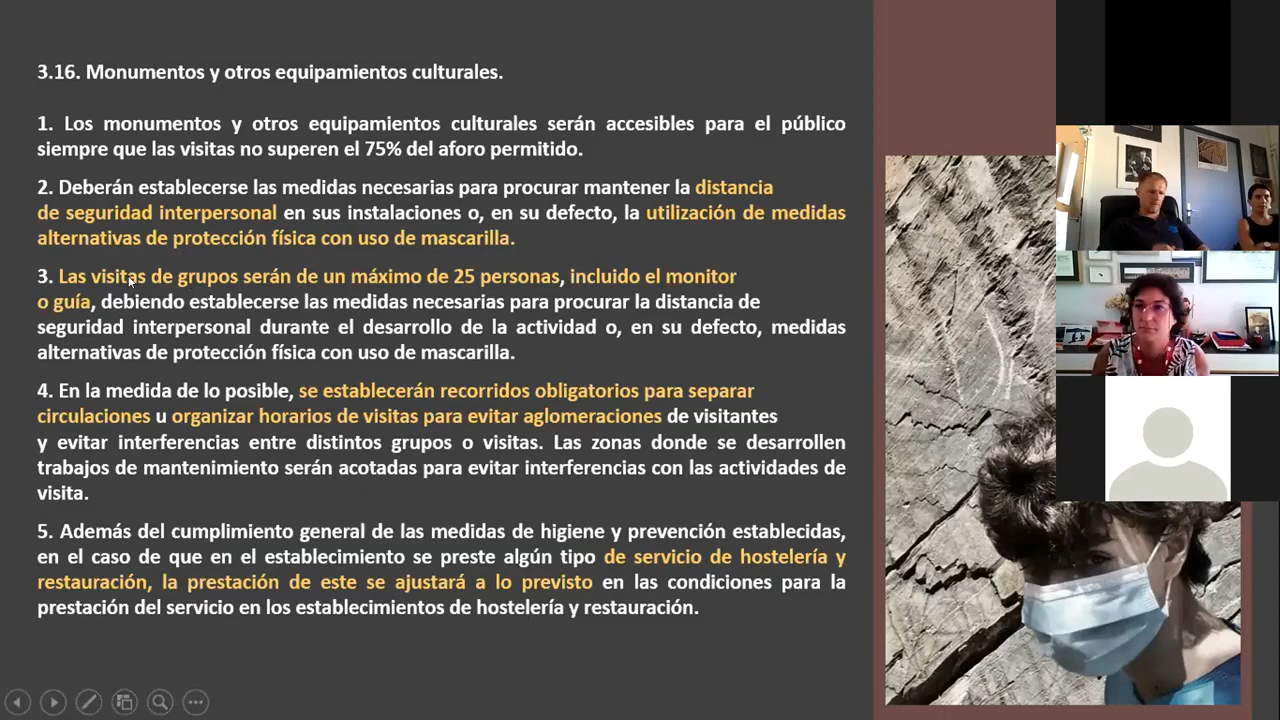 3.16. Monumentos y otros equipamientos culturales.
1. Los monumentos y otros equipamientos culturales serán accesibles para el público
siempre que las visitas no superen el 75% del aforo permitido.
2. Deberán establecerse las medidas necesarias para procurar mantener la distancia
de seguridad interpersonal en sus instalaciones o, en su defecto, la utilización de medidas
alternativas de protección física con uso de mascarilla.
3. Las visitas de grupos serán de un máximo de 25 personas, incluido el monitor
o guía, debiendo establecerse las medidas necesarias para procurar la distancia de
seguridad interpersonal durante el desarrollo de la actividad o, en su defecto, medidas
alternativas de protección física con uso de mascarilla.
4. En la medida de lo posible, se establecerán recorridos obligatorios para separar
circulaciones u organizar horarios de visitas para evitar aglomeraciones de visitantes
y evitar interferencias entre distintos grupos o visitas. Las zonas donde se desarrollen
trabajos de mantenimiento serán acotadas para evitar interferencias con las actividades de
visita.
5. Además del cumplimiento general de las medidas de higiene y prevención establecidas,
en el caso de que en el establecimiento se preste algún tipo de servicio de hostelería y
restauración, la prestación de este se ajustará a lo previsto en las condiciones para la
prestación del servicio en los establecimientos de hostelería y restauración.